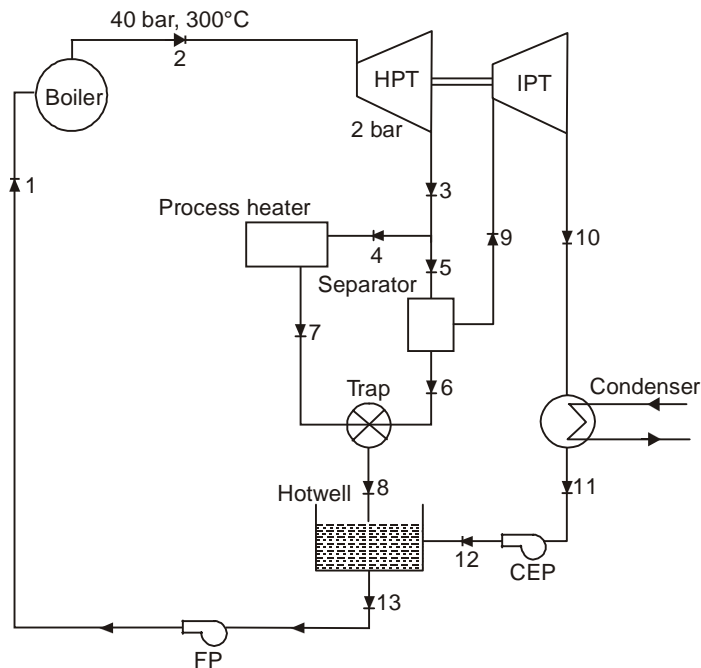 40 bar, 300°C
2
Boiler
HPT
IPT
2 bar
1
3
Process heater
4
9
10
5
Separator
7
6
Trap
Condenser
8
11
Hotwell
12
CEP
13
FP